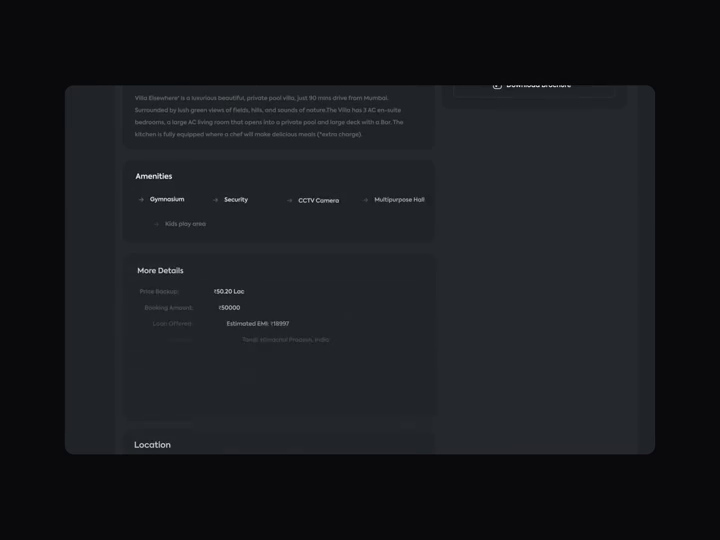 Download Brochure
Villa Elsewhere' is a luxurious beautiful, private pool villa, just 90 mins drive from Mumbai.
Surrounded by lush green views of fields, hills, and sounds of nature.The Villa has 3 AC en-suite
bedrooms, a large AC living room that opens into a private pool and large deck with a Bar. The
kitchen is fully equipped where a chef will make delicious meals (*extra charge).
Amenities
Gymnasium Security CCTV Camera Multipurpose Hall
Kids play area
More Details
Price Backup: ₹50.20 Lac
Booking Amount: ₹50000
Loan Offered: Estimated EMI: ₹18997
Pradesh, India
Location